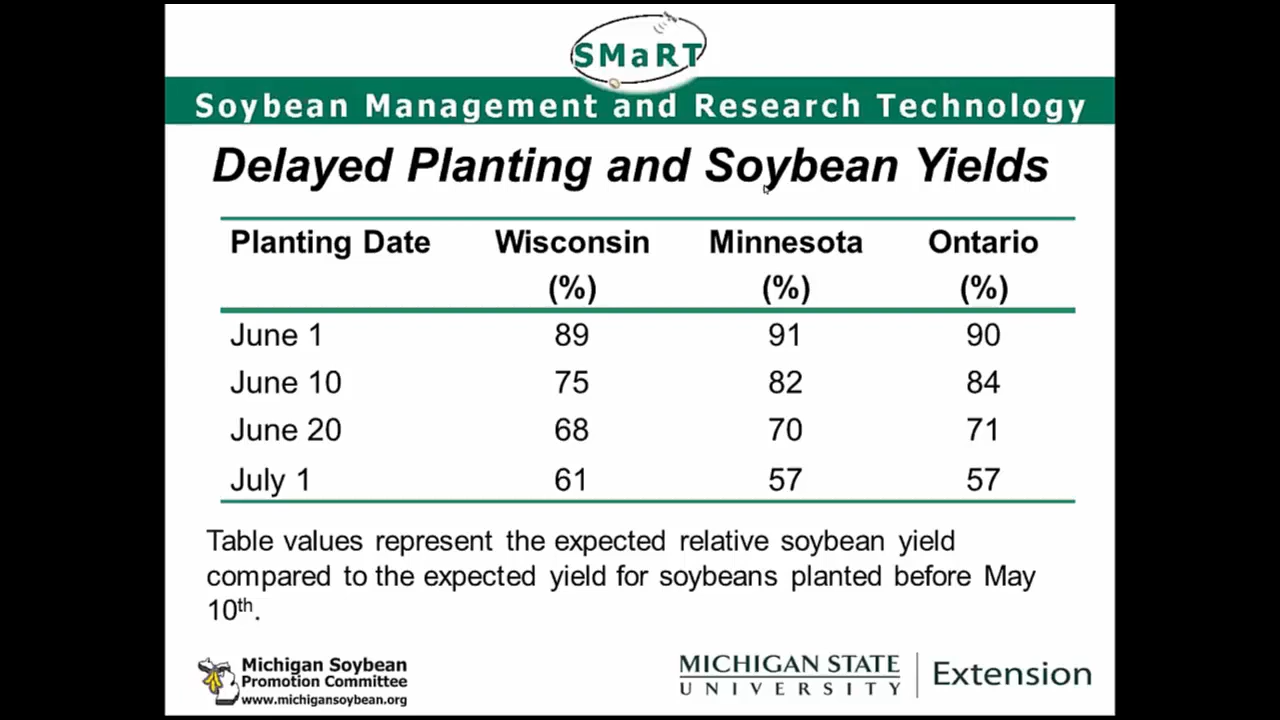 SMaRT
Soybean Management and Research Technology
Delayed Planting and Soybean Yields
Planting Date Wisconsin Minnesota Ontario
(%) (%) (%)
June 1 89 91 90
June 10 75 82 84
June 20 68 70 71
July 1 61 57 57
Table values represent the expected relative soybean yield
compared to the expected yield for soybeans planted before May
10th.
Michigan Soybean
Promotion Committee
www.michigansoybean.org
MICHIGAN STATE
UNIVERSITY
Extension